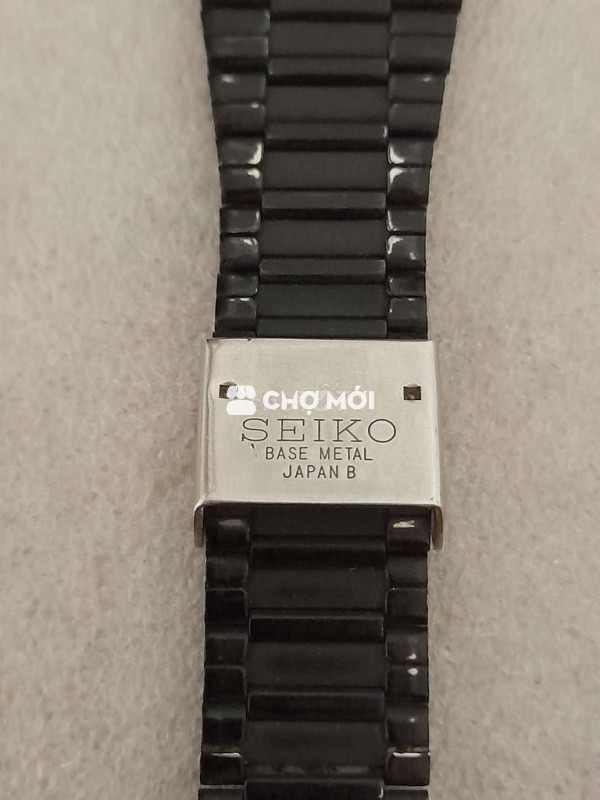 CHỢ MỚI
SEIKO
BASE METAL
JAPAN B